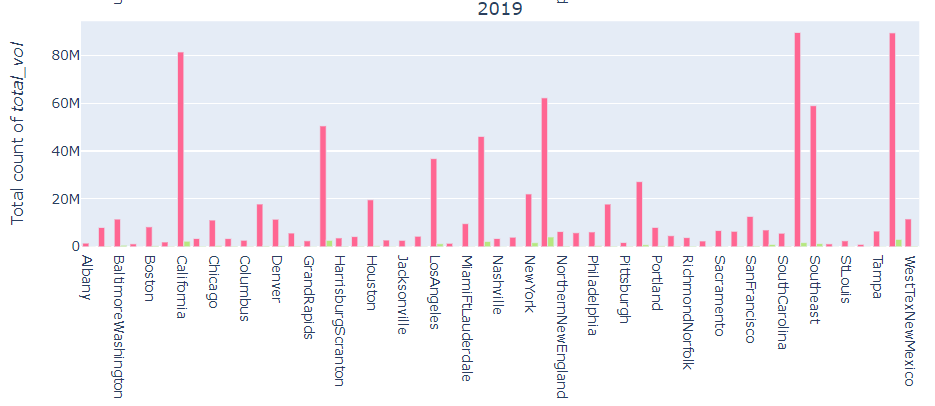 2019
Total count of total_vol
80M
60M
40M
20M
0
Albany
BaltimoreWashington
Boston
California
Chicago
Columbus
Denver
GrandRapids
HarrisburgScranton
Houston
Jacksonville
LosAngeles
MiamiFtLauderdale
Nashville
NewYork
NorthernNewEngland
Philadelphia
Pittsburgh
Portland
RichmondNorfolk
Sacramento
SanFrancisco
SouthCarolina
Southeast
StLouis
Tampa
WestTexNewMexico